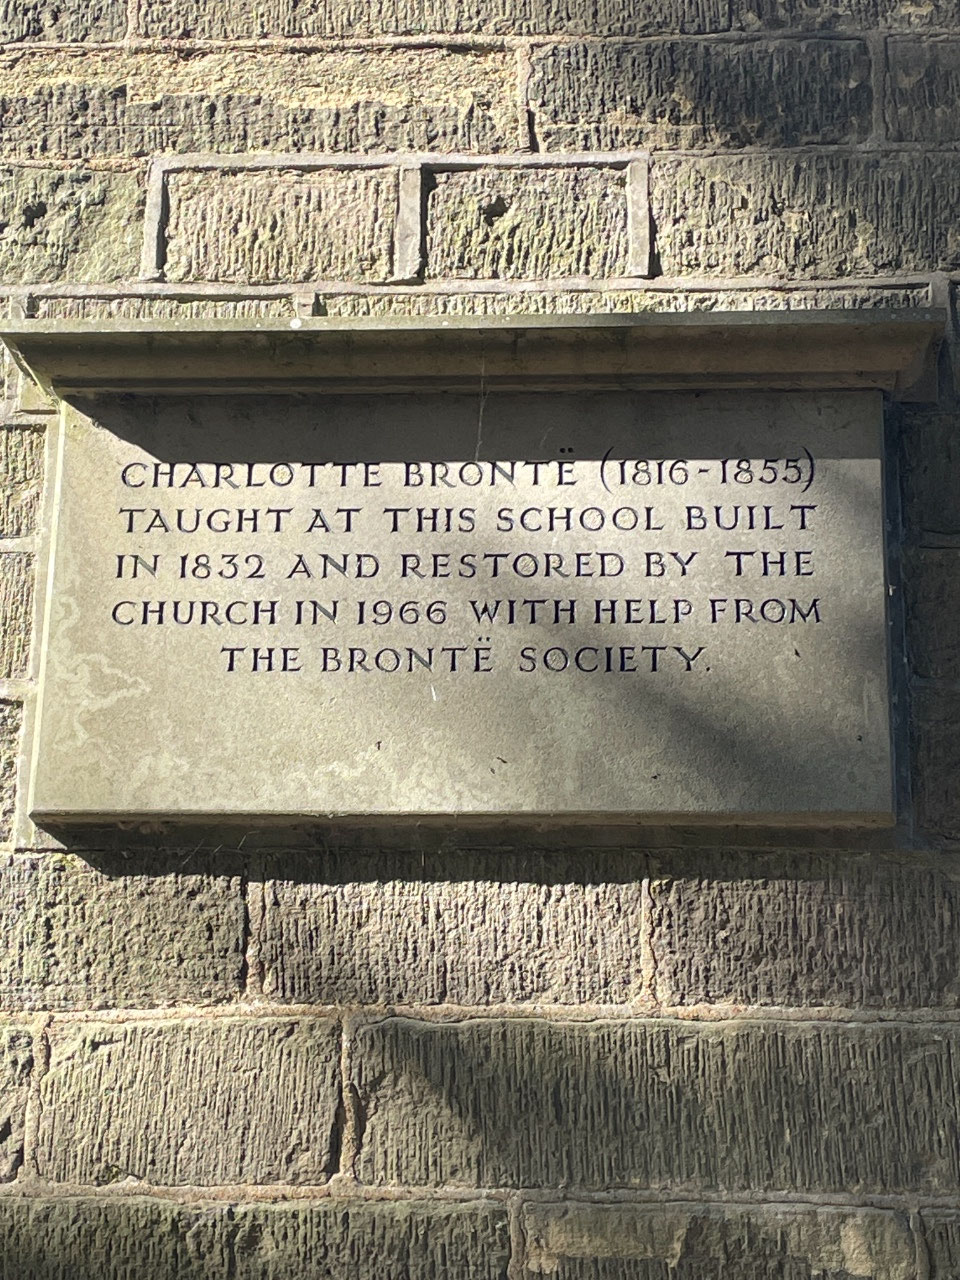 CHARLOTTE BRONTË (1816-1855)
TAUGHT AT THIS SCHOOL BUILT
IN 1832 AND RESTORED BY THE
CHURCH IN 1966 WITH HELP FROM
THE BRONTË SOCIETY.